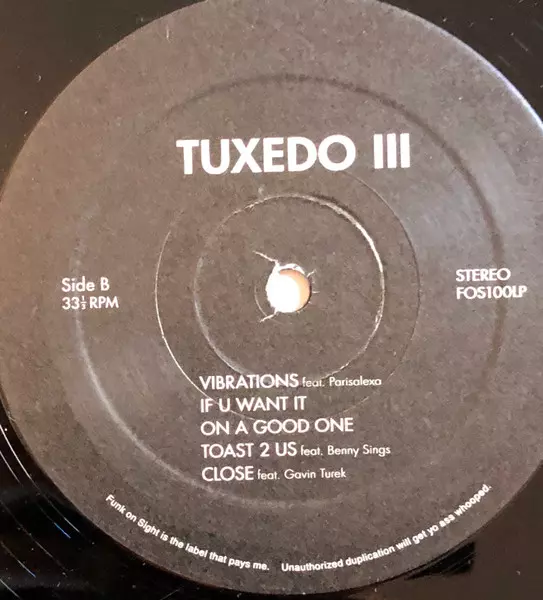 TUXEDO III
Side B
33⅓ RPM
STEREO
FOS100LP
VIBRATIONS feat. Parisalexa
IF U WANT IT
ON A GOOD ONE
TOAST 2 US feat. Benny Sings
CLOSE feat. Gavin Turek
Funk on Sight is the label that pays me. Unauthorized duplication will get yo ass whooped.